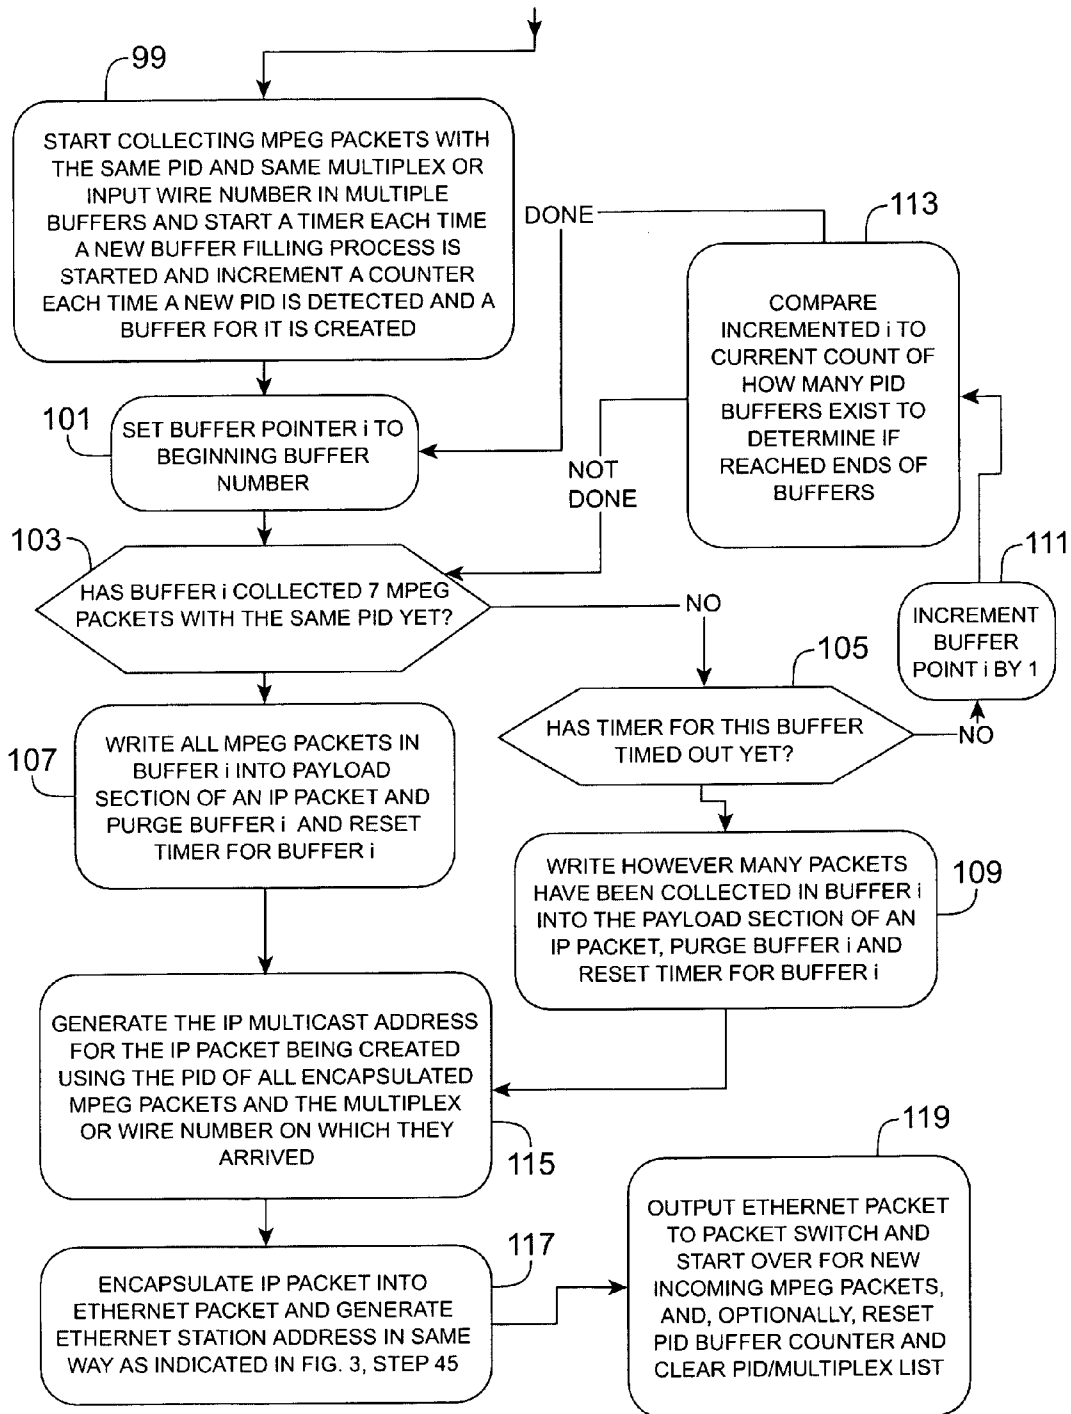 99
START COLLECTING MPEG PACKETS WITH
THE SAME PID AND SAME MULTIPLEX OR
INPUT WIRE NUMBER IN MULTIPLE
BUFFERS AND START A TIMER EACH TIME
A NEW BUFFER FILLING PROCESS IS
STARTED AND INCREMENT A COUNTER
EACH TIME A NEW PID IS DETECTED AND A
BUFFER FOR IT IS CREATED
DONE
113
COMPARE
INCREMENTED i TO
CURRENT COUNT OF
HOW MANY PID
BUFFERS EXIST TO
DETERMINE IF
REACHED ENDS OF
BUFFERS
101
SET BUFFER POINTER i TO
BEGINNING BUFFER
NUMBER
NOT
DONE
103
HAS BUFFER i COLLECTED 7 MPEG
PACKETS WITH THE SAME PID YET?
NO
111
INCREMENT
BUFFER
POINT i BY 1
105
HAS TIMER FOR THIS BUFFER
TIMED OUT YET?
NO
107
WRITE ALL MPEG PACKETS IN
BUFFER i INTO PAYLOAD
SECTION OF AN IP PACKET AND
PURGE BUFFER i AND RESET
TIMER FOR BUFFER i
109
WRITE HOWEVER MANY PACKETS
HAVE BEEN COLLECTED IN BUFFER i
INTO THE PAYLOAD SECTION OF AN
IP PACKET, PURGE BUFFER i AND
RESET TIMER FOR BUFFER i
GENERATE THE IP MULTICAST ADDRESS
FOR THE IP PACKET BEING CREATED
USING THE PID OF ALL ENCAPSULATED
MPEG PACKETS AND THE MULTIPLEX
OR WIRE NUMBER ON WHICH THEY
ARRIVED
115
117
ENCAPSULATE IP PACKET INTO
ETHERNET PACKET AND GENERATE
ETHERNET STATION ADDRESS IN SAME
WAY AS INDICATED IN FIG. 3, STEP 45
119
OUTPUT ETHERNET PACKET
TO PACKET SWITCH AND
START OVER FOR NEW
INCOMING MPEG PACKETS,
AND, OPTIONALLY, RESET
PID BUFFER COUNTER AND
CLEAR PID/MULTIPLEX LIST